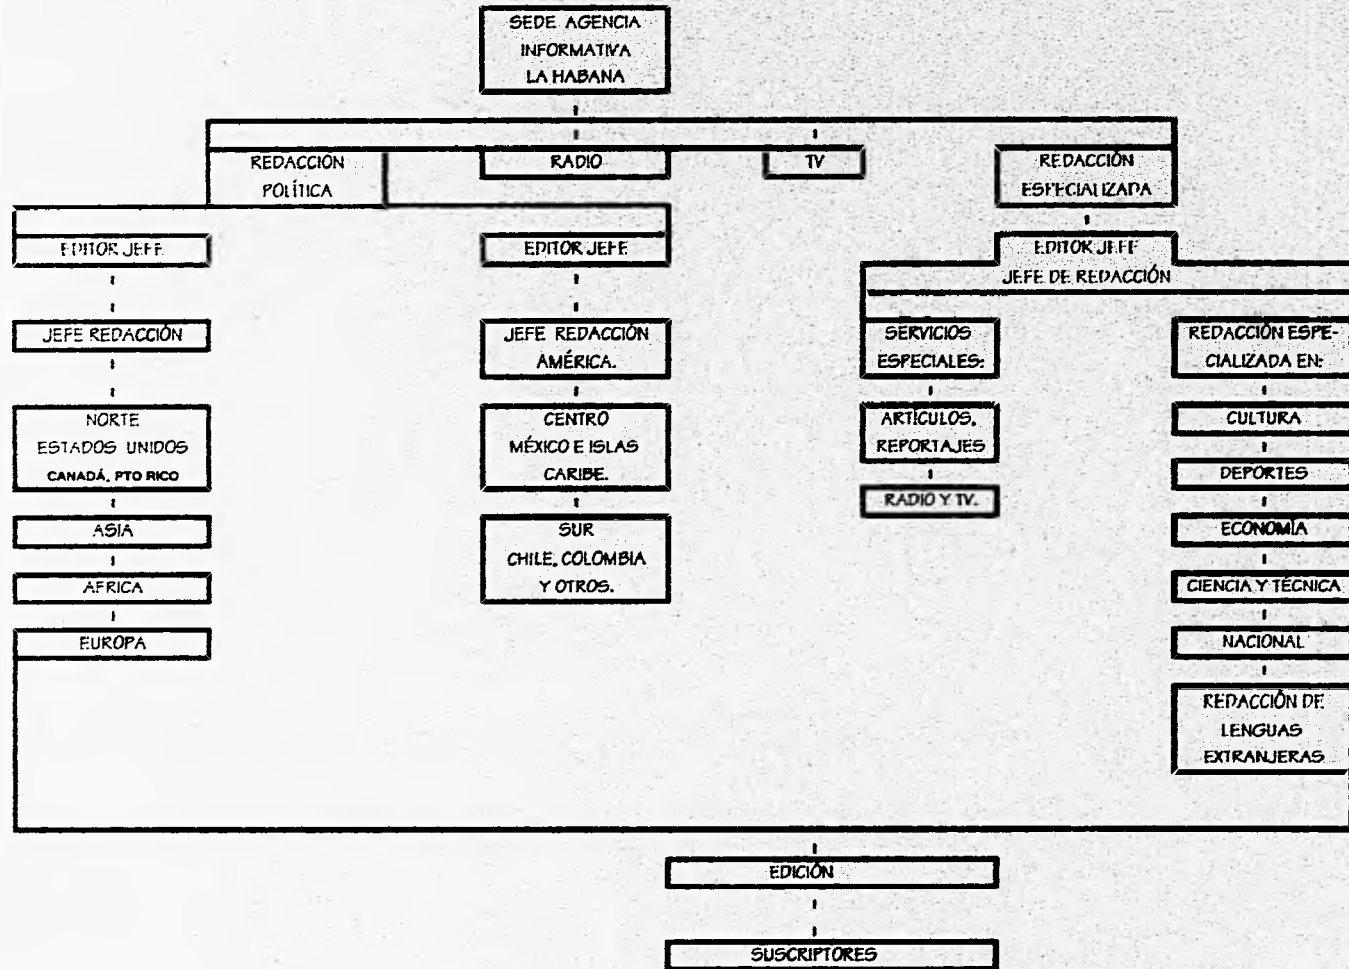 SEDE AGENCIA
INFORMATIVA
LA HABANA
REDACCIÓN
POLÍTICA
RADIO
TV
REDACCIÓN
ESPECIALIZADA
EDITOR JEFE
EDITOR JEFE
EDITOR JEFE
JEFE DE REDACCIÓN
JEFE REDACCIÓN
JEFE REDACCIÓN
AMÉRICA.
SERVICIOS
ESPECIALES:
REDACCIÓN ESPE-
CIALIZADA EN:
NORTE
ESTADOS UNIDOS
CANADÁ, PTO RICO
CENTRO
MÉXICO E ISLAS
CARIBE.
ARTÍCULOS,
REPORTAJES
CULTURA
DEPORTES
RADIO Y TV.
ASIA
SUR
CHILE, COLOMBIA
Y OTROS.
ECONOMÍA
AFRICA
CIENCIA Y TÉCNICA
EUROPA
NACIONAL
REDACCIÓN DE
LENGUAS
EXTRANJERAS
EDICIÓN
SUSCRIPTORES